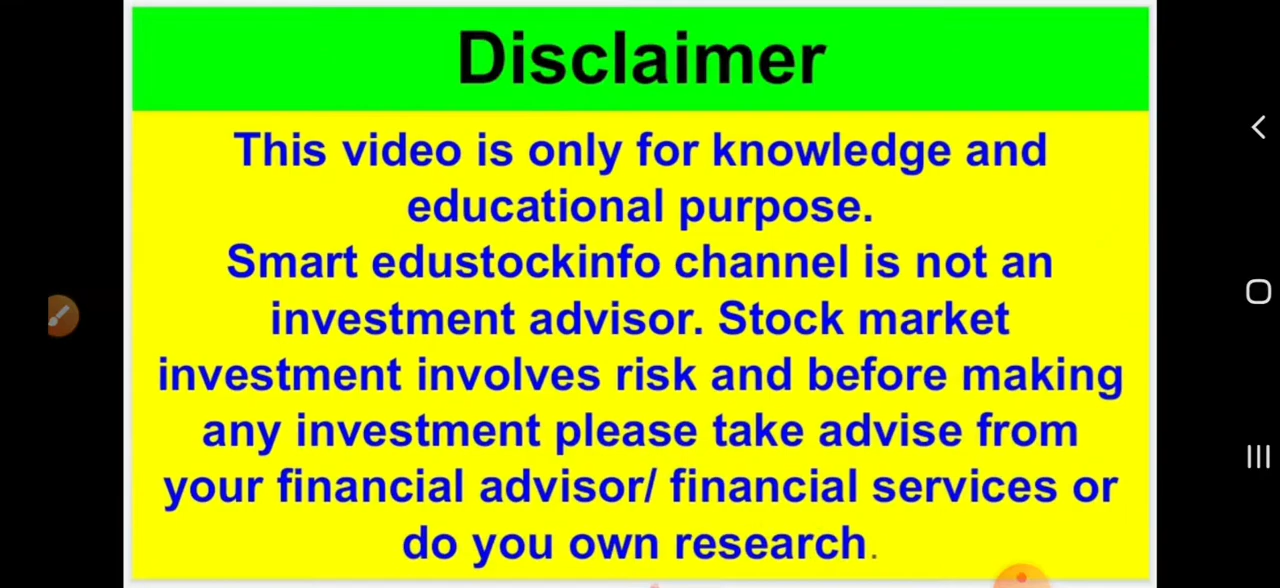 Disclaimer
This video is only for knowledge and
educational purpose.
Smart edustockinfo channel is not an
investment advisor. Stock market
investment involves risk and before making
any investment please take advise from
your financial advisor/ financial services or
do you own research.